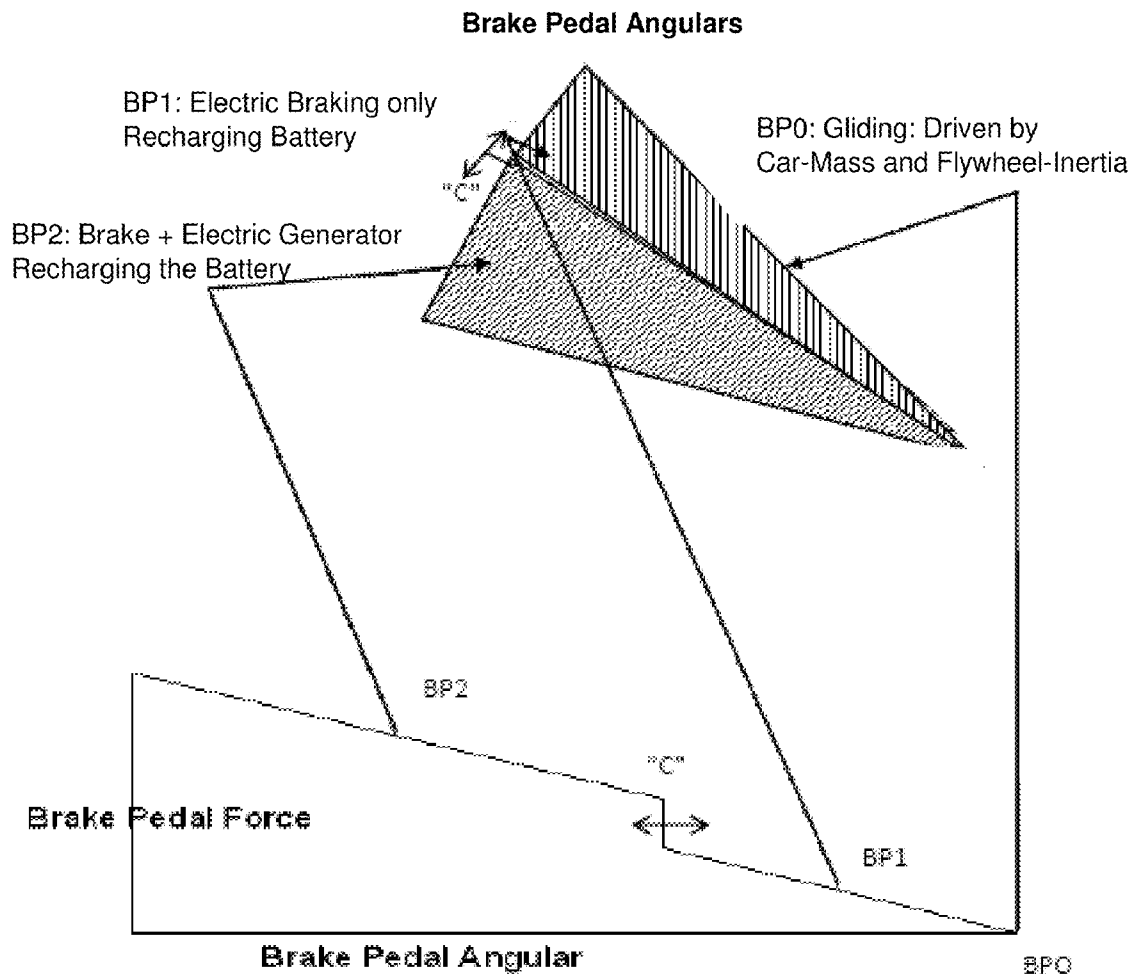 Brake Pedal Angulars
BP1: Electric Braking only
Recharging Battery
BP0: Gliding: Driven by
Car-Mass and Flywheel-Inertia
"C"
BP2: Brake + Electric Generator
Recharging the Battery
BP2
"C"
Brake Pedal Force
BP1
Brake Pedal Angular
BP0